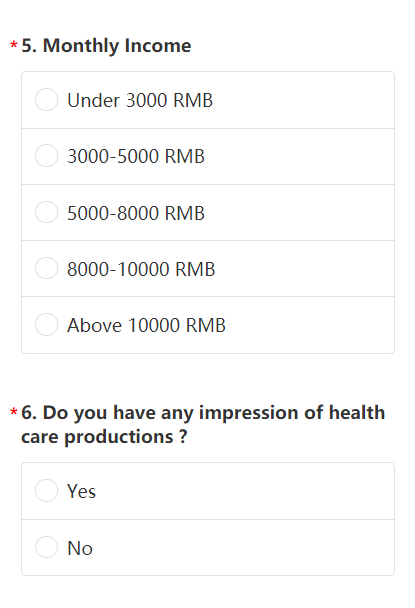 * 5. Monthly Income
Under 3000 RMB
3000-5000 RMB
5000-8000 RMB
8000-10000 RMB
Above 10000 RMB
* 6. Do you have any impression of health
care productions ?
Yes
No